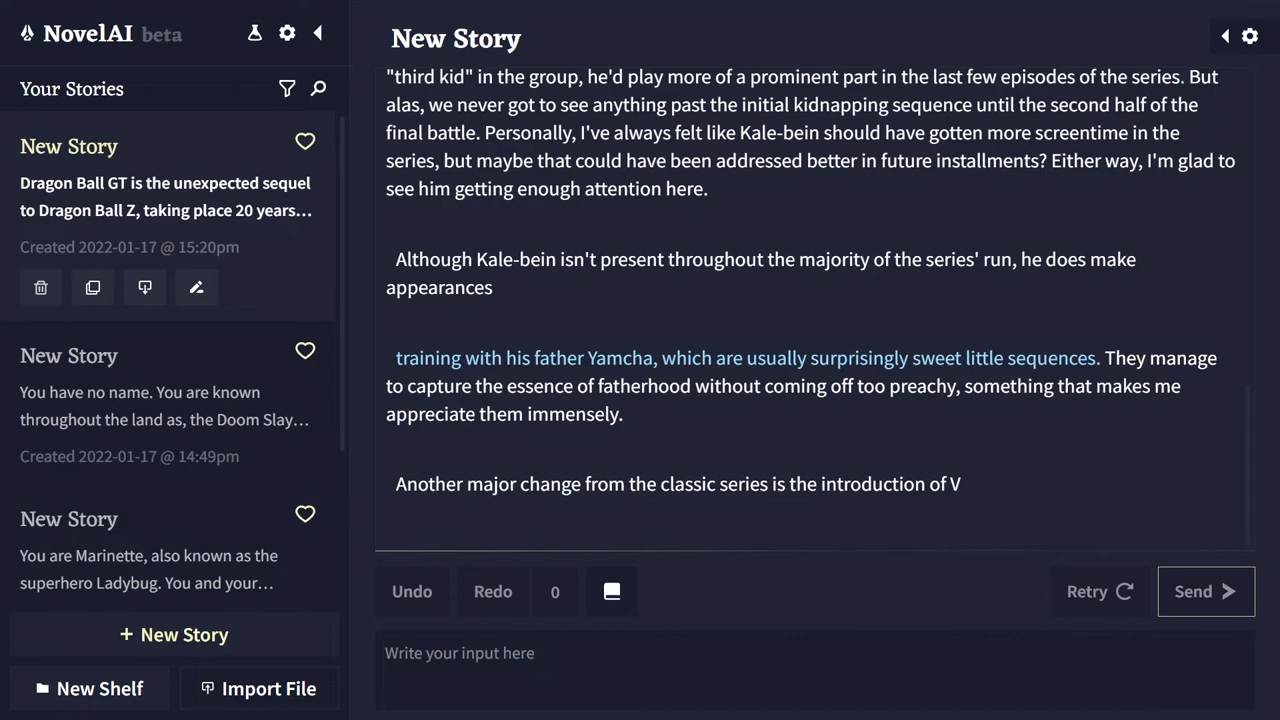 NovelAI beta
Your Stories
New Story
Dragon Ball GT is the unexpected sequel
to Dragon Ball Z, taking place 20 years...
Created 2022-01-17 @ 15:20pm
New Story
You have no name. You are known
throughout the land as, the Doom Slay...
Created 2022-01-17 @ 14:49pm
New Story
You are Marinette, also known as the
superhero Ladybug. You and your...
+ New Story
New Shelf
Import File
New Story
"third kid" in the group, he'd play more of a prominent part in the last few episodes of the series. But
alas, we never got to see anything past the initial kidnapping sequence until the second half of the
final battle. Personally, I've always felt like Kale-bein should have gotten more screentime in the
series, but maybe that could have been addressed better in future installments? Either way, I'm glad to
see him getting enough attention here.
Although Kale-bein isn't present throughout the majority of the series' run, he does make
appearances
training with his father Yamcha, which are usually surprisingly sweet little sequences. They manage
to capture the essence of fatherhood without coming off too preachy, something that makes me
appreciate them immensely.
Another major change from the classic series is the introduction of V
Undo
Redo
0
Retry
Send
Write your input here